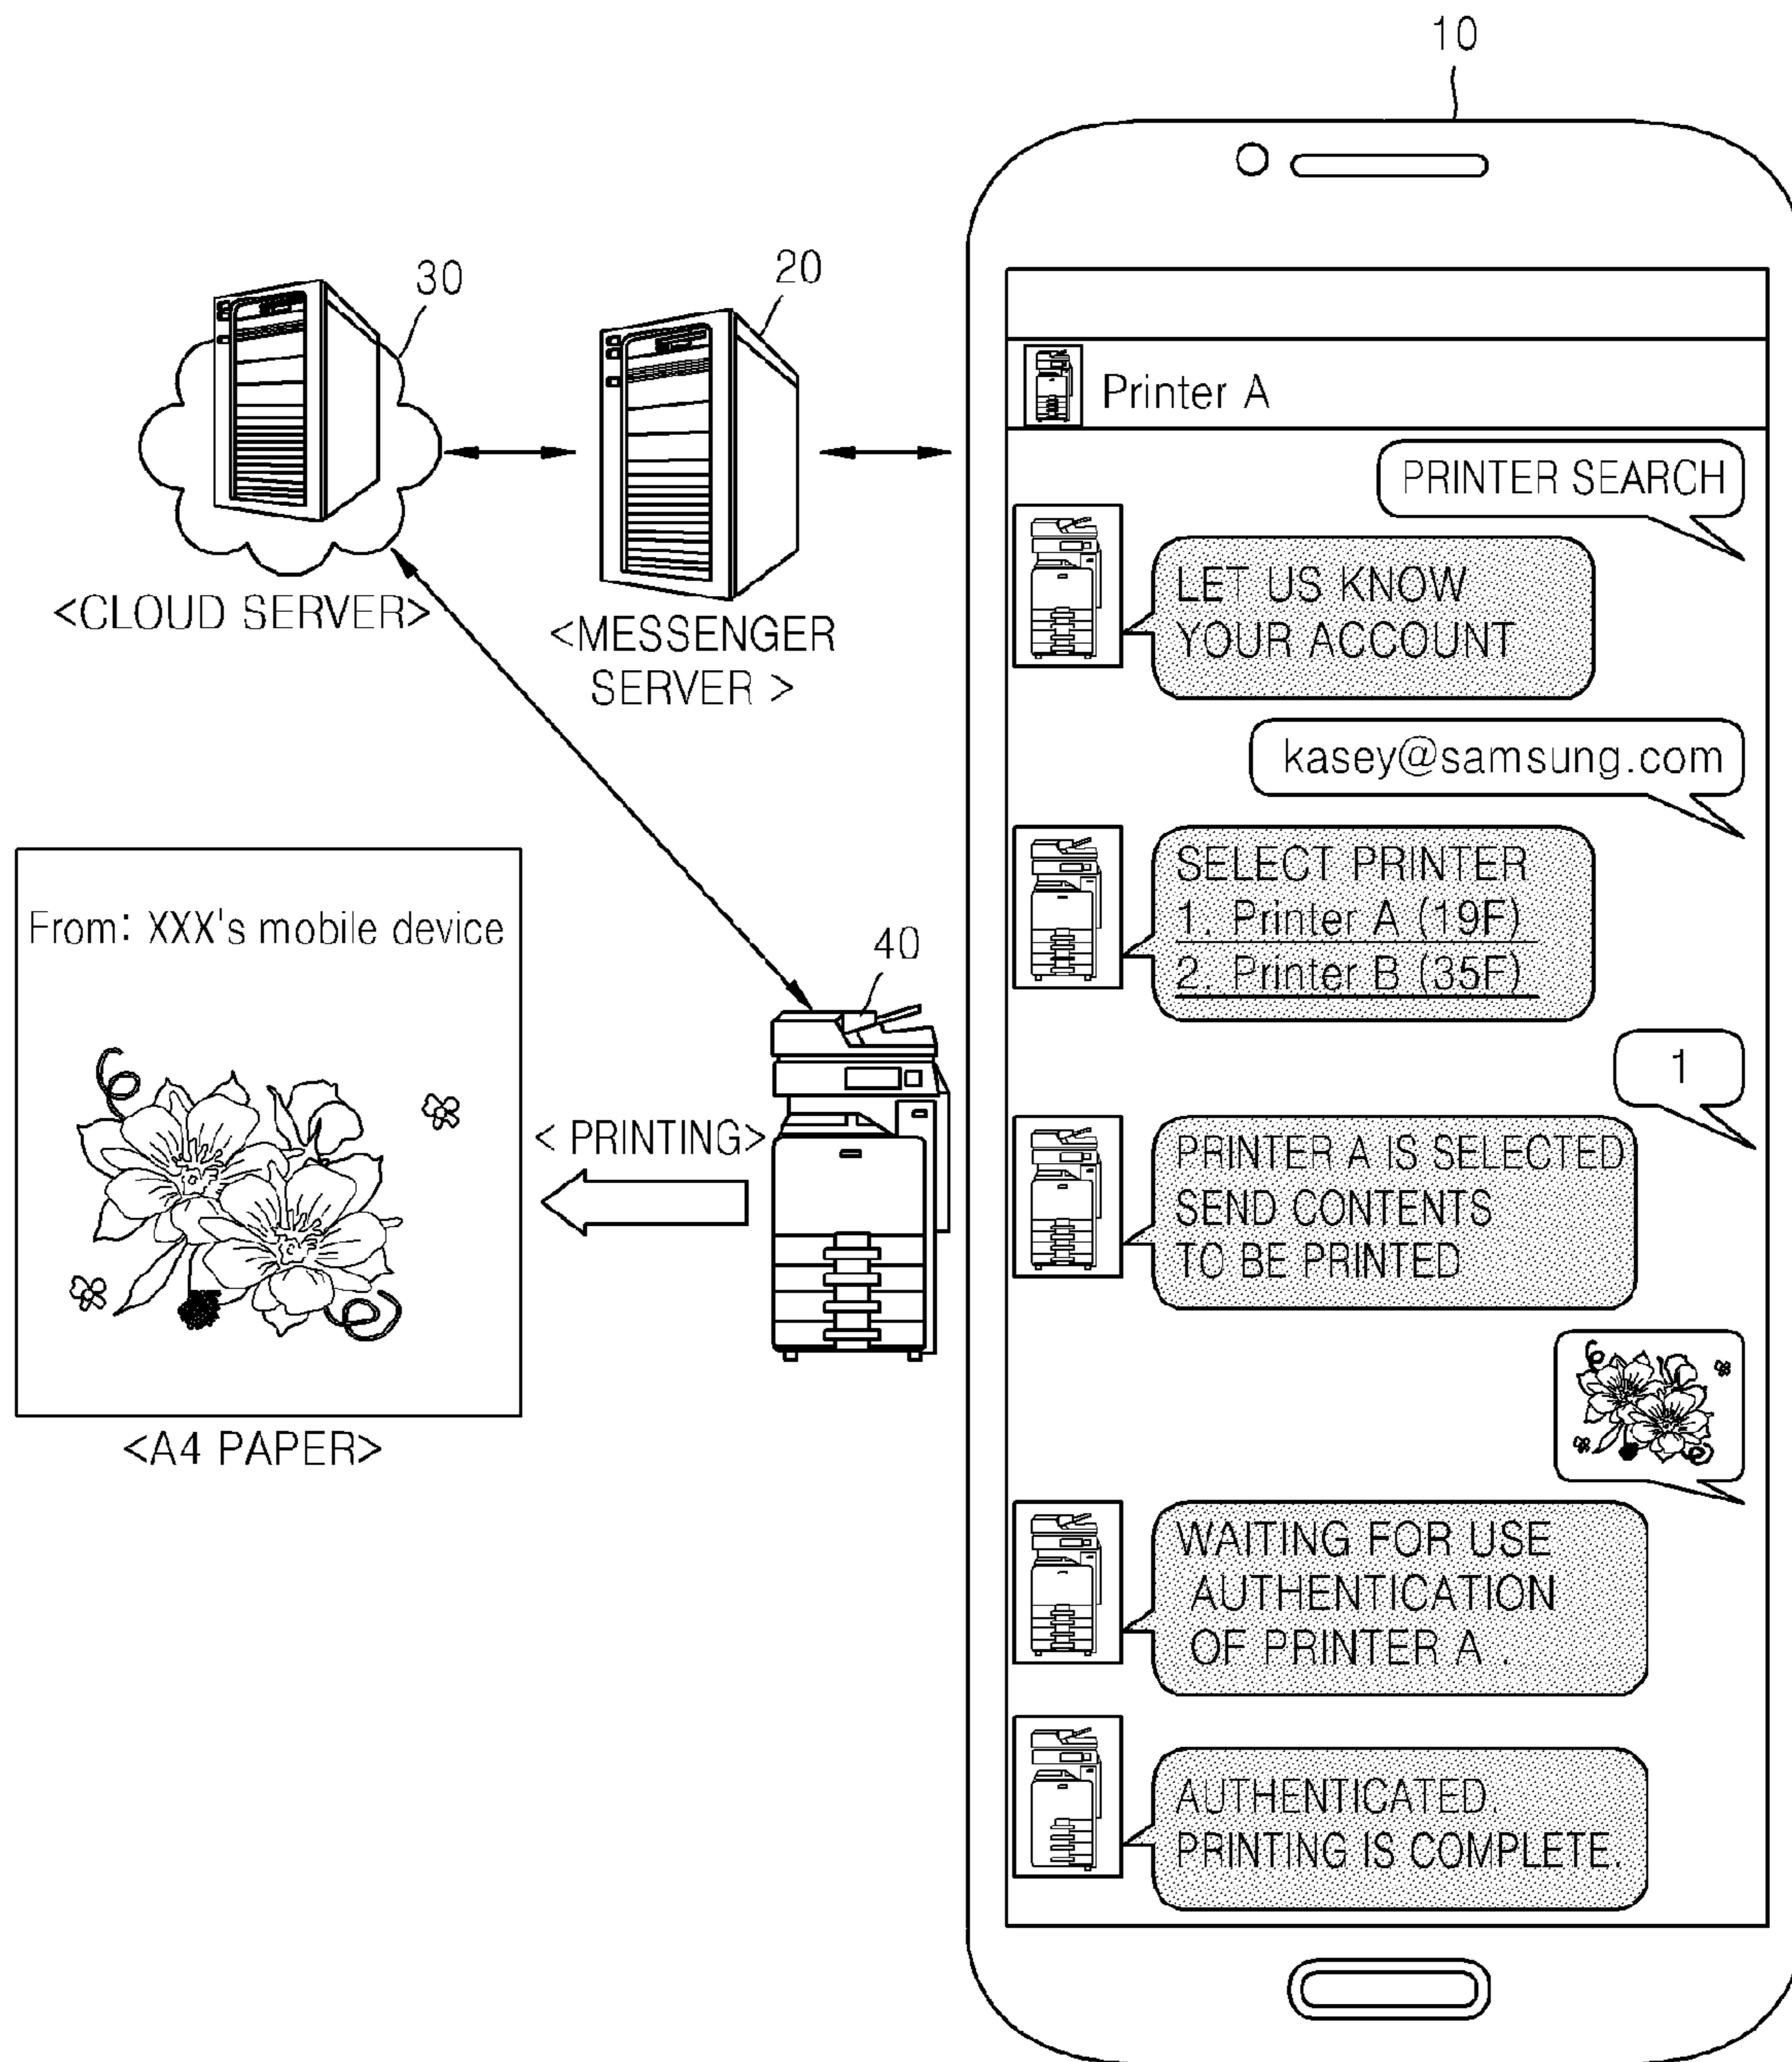 10
30
20
<CLOUD SERVER>
<MESSENGER
SERVER >
From: XXX's mobile device
<A4 PAPER>
< PRINTING>
40
Printer A
PRINTER SEARCH
LET US KNOW
YOUR ACCOUNT
kasey@samsung.com
SELECT PRINTER
1. Printer A (19F)
2. Printer B (35F)
1
PRINTER A IS SELECTED
SEND CONTENTS
TO BE PRINTED
WAITING FOR USE
AUTHENTICATION
OF PRINTER A .
AUTHENTICATED.
PRINTING IS COMPLETE.